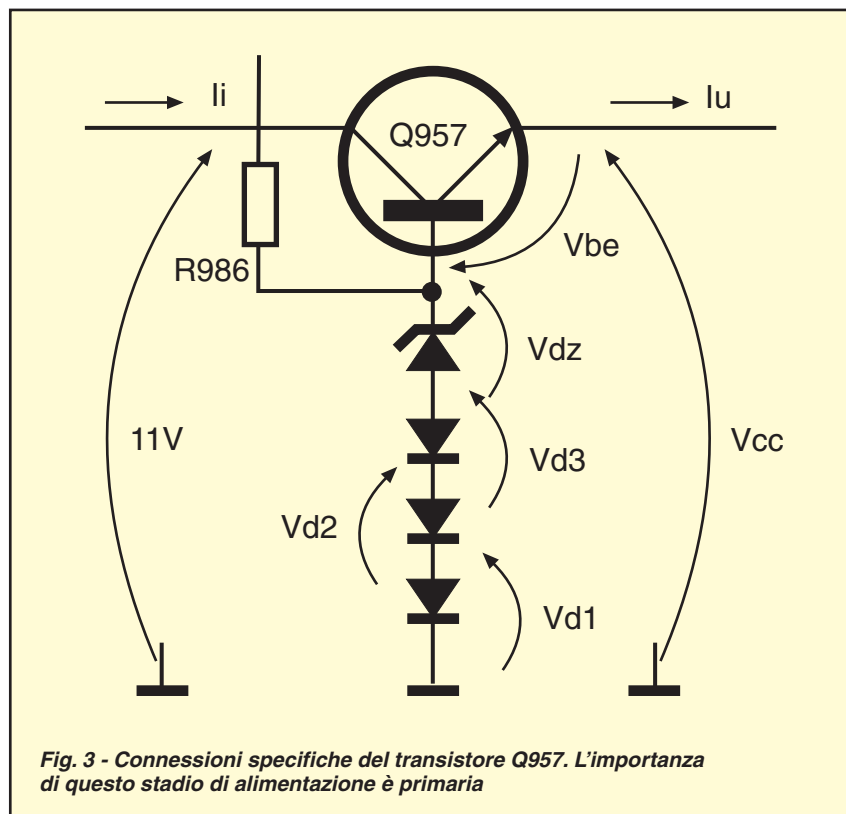 Ii
Iu
Q957
R986
Vbe
Vdz
11V
Vd3
Vcc
Vd2
Vd1
Fig. 3 - Connessioni specifiche del transistore Q957. L'importanza
di questo stadio di alimentazione è primaria